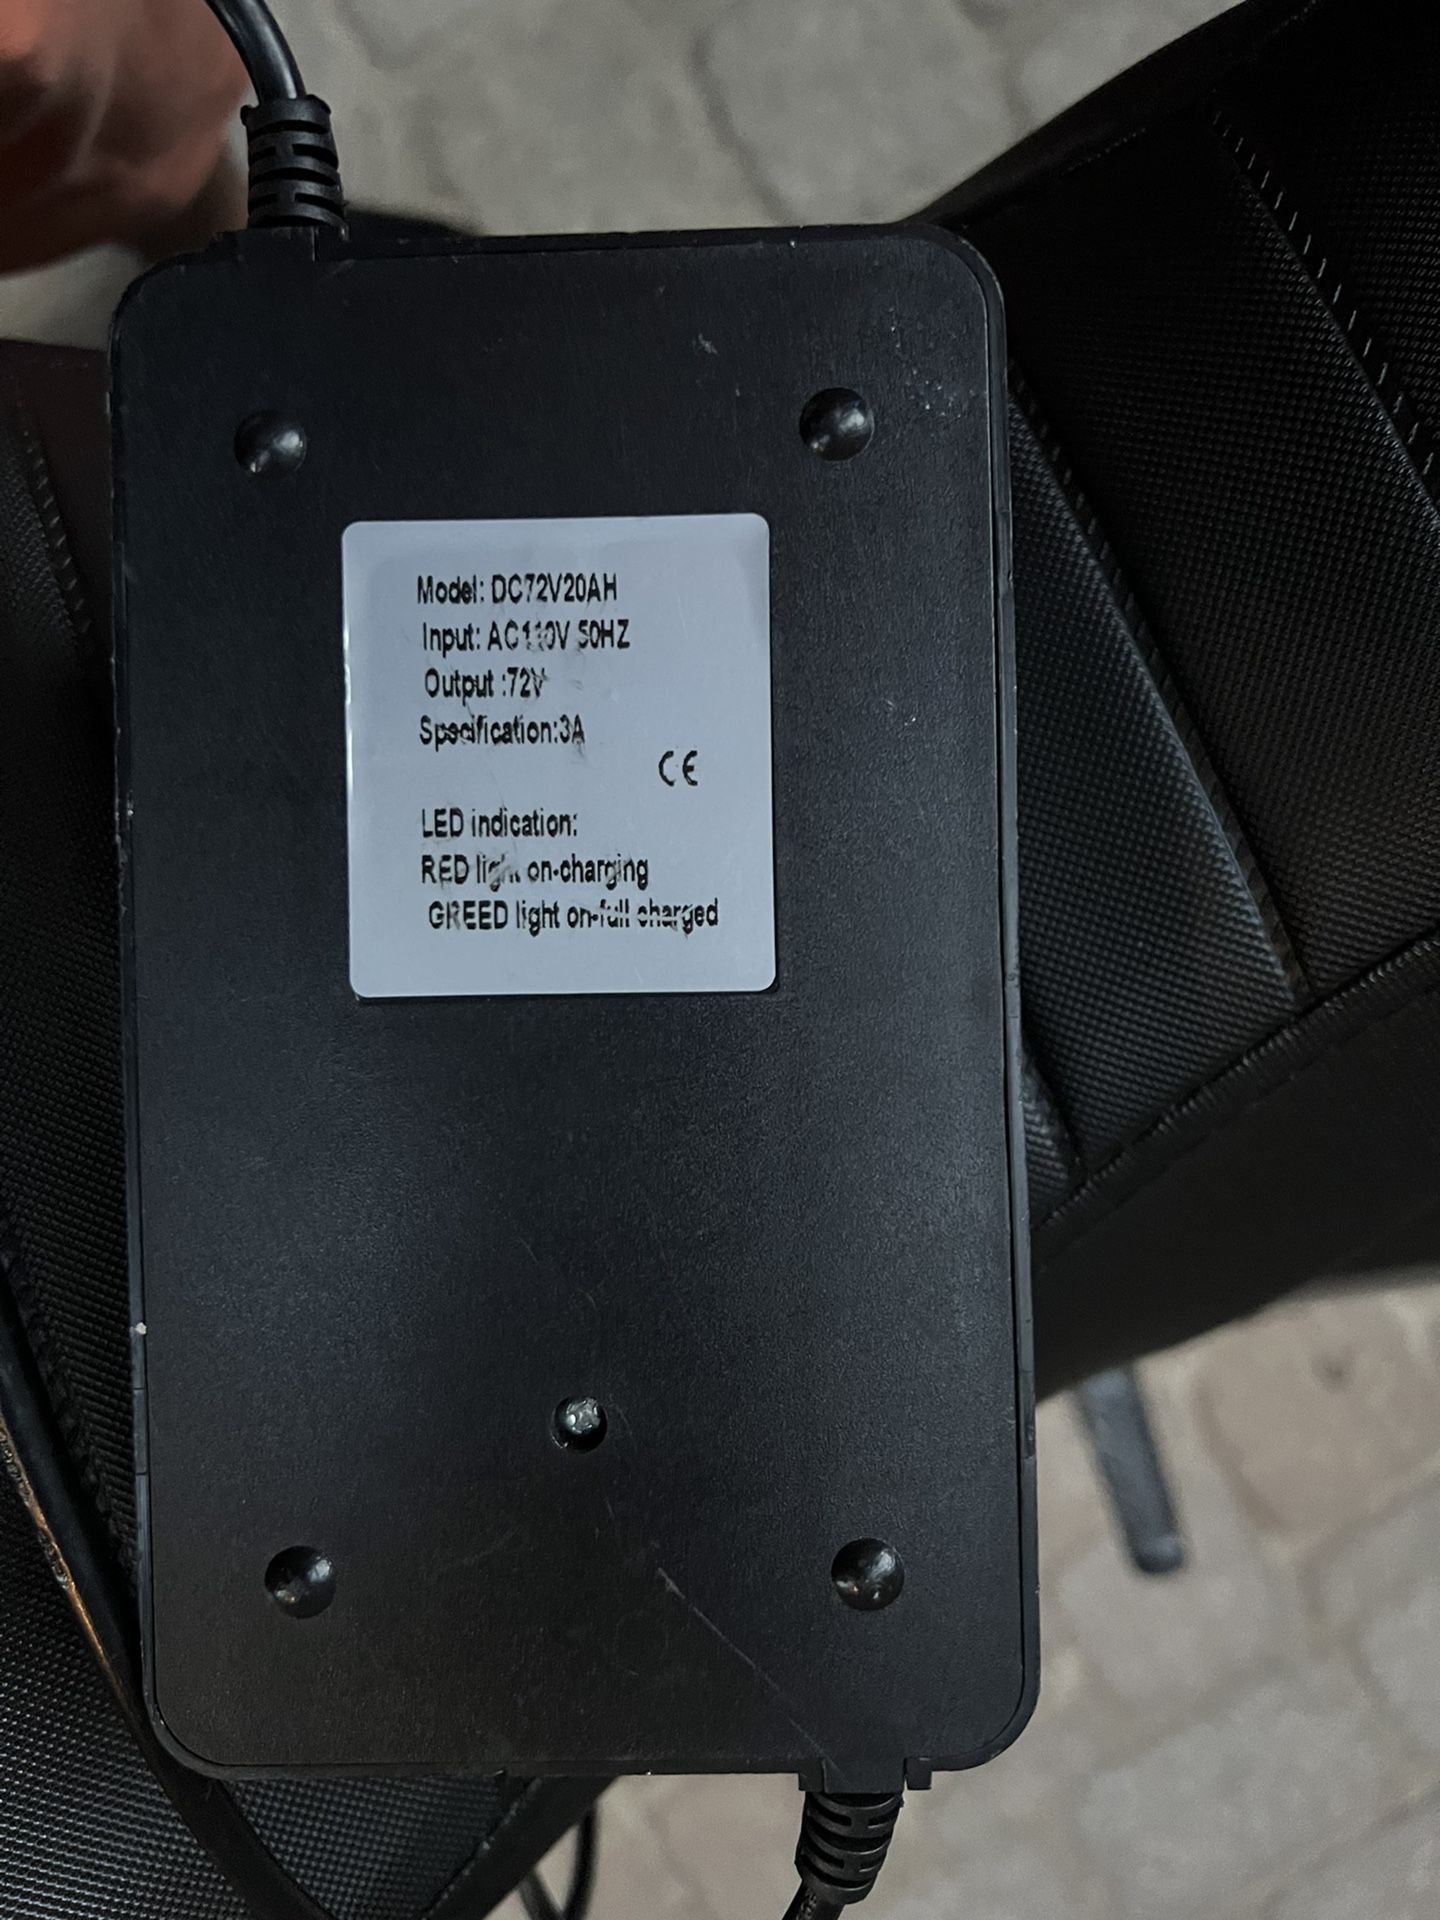 Model: DC72V20AH
Input: AC110V 50HZ
Output :72V
Specification:3A
CE
LED indication:
RED light on-charging
GREED light on-full charged